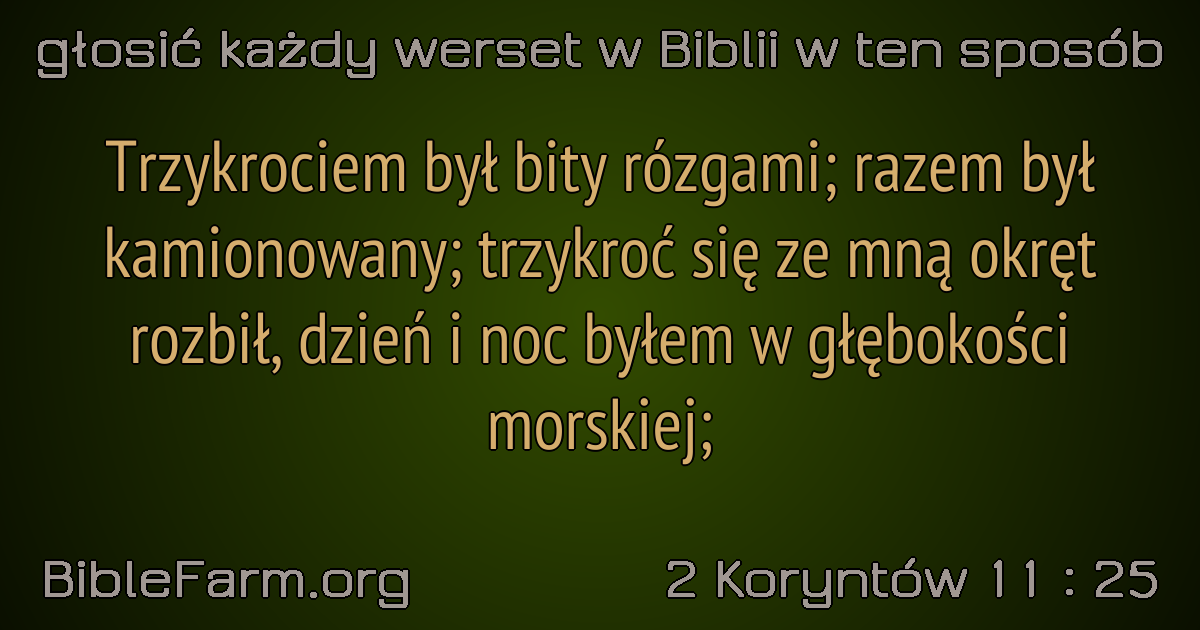 głosić każdy werset w Biblii w ten sposób
Trzykrociem był bity rózgami; razem był
kamionowany; trzykroć się ze mną okręt
rozbił, dzień i noc byłem w głębokości
morskiej;
BibleFarm.org
2 Koryntów 11 : 25